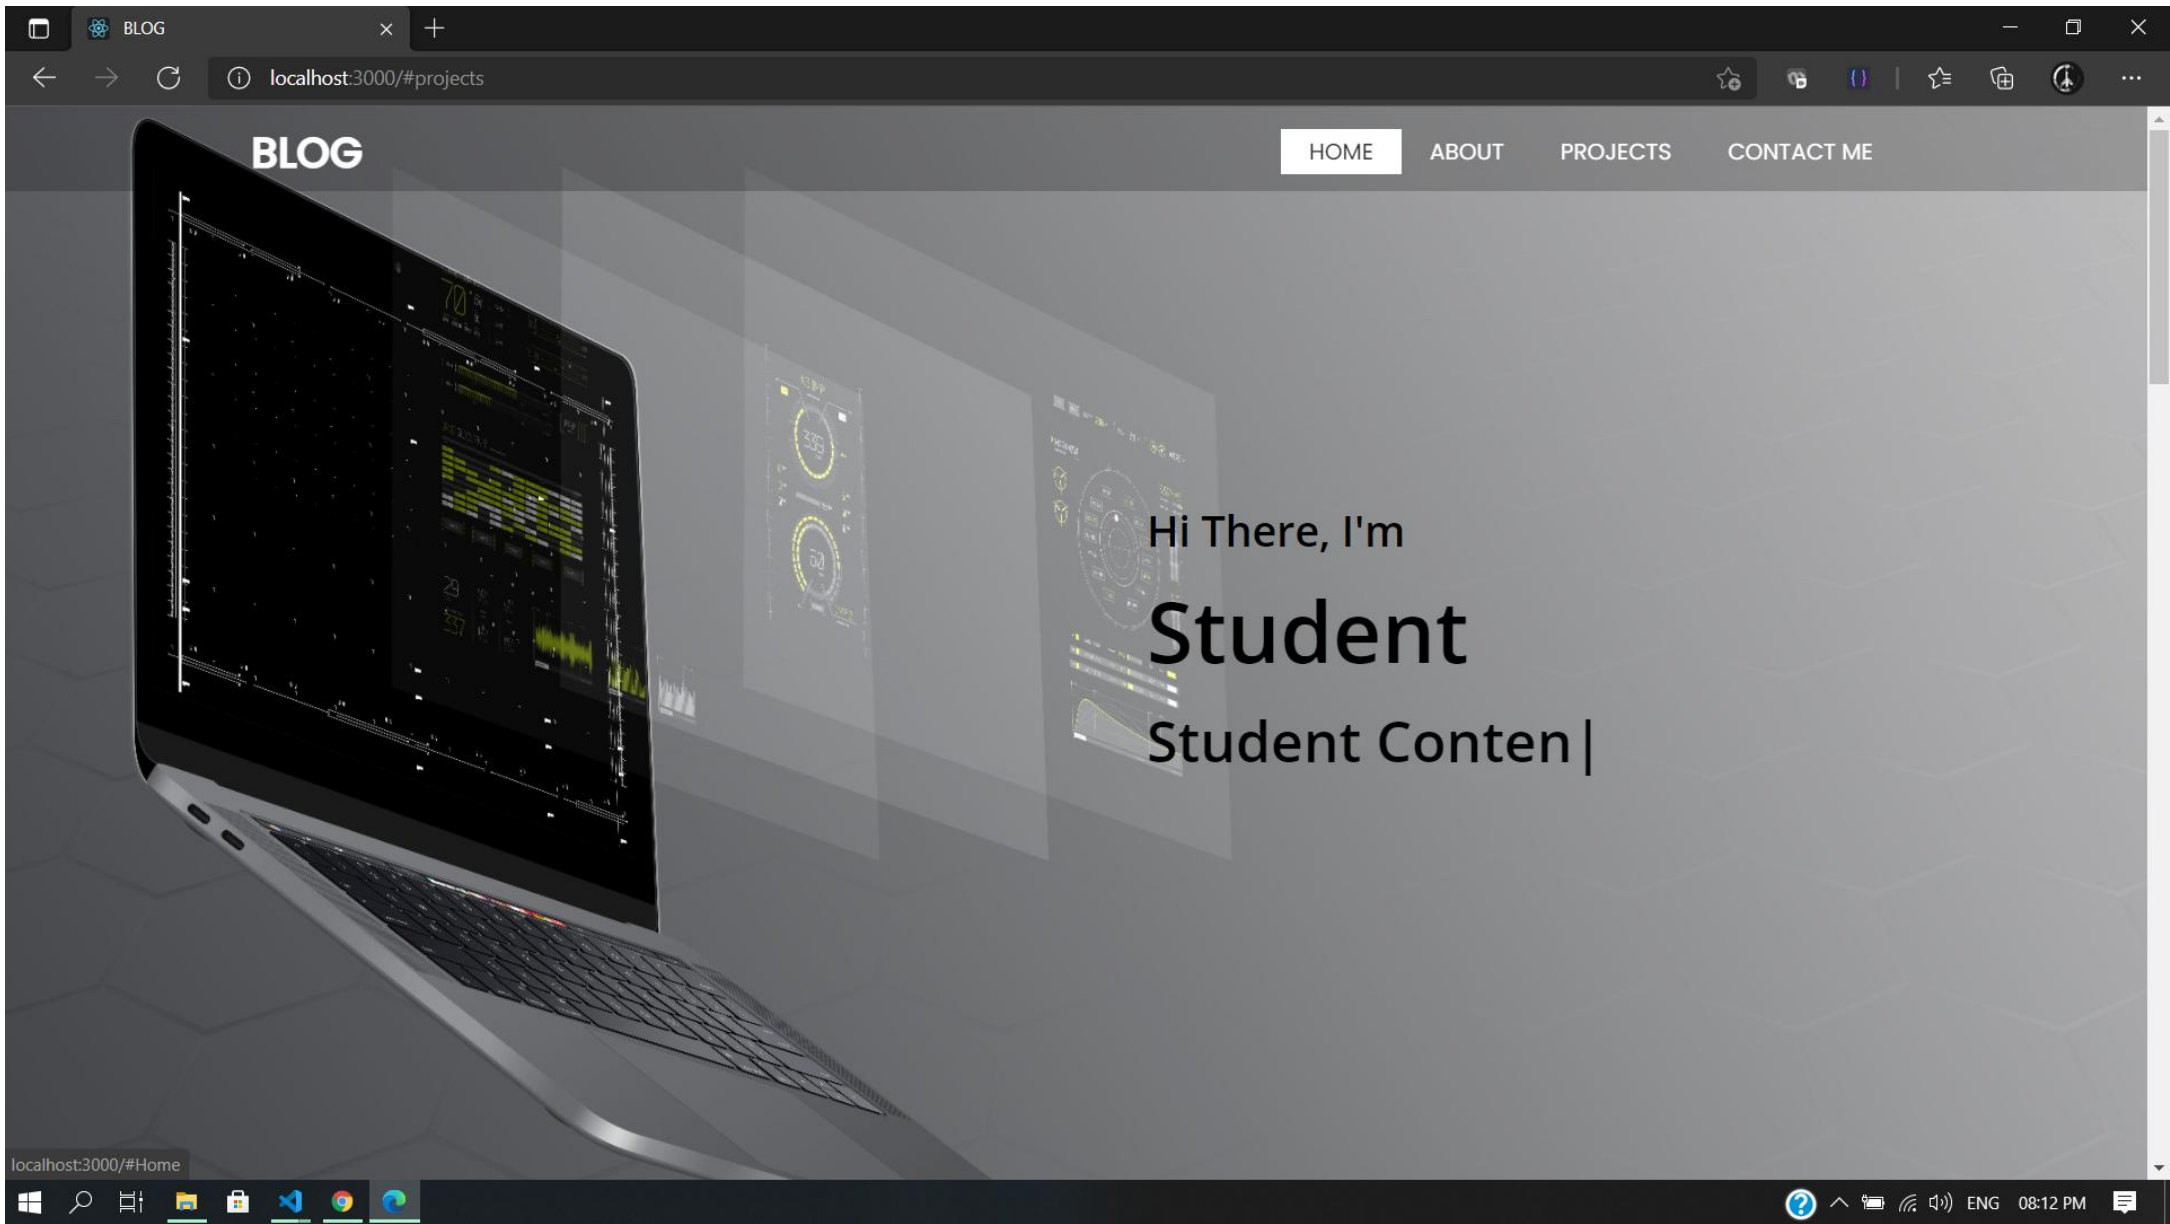 BLOG
localhost:3000/#projects
BLOG
HOME ABOUT PROJECTS CONTACT ME
Hi There, I'm
Student
Student Conten|
localhost:3000/#Home
ENG 08:12 PM